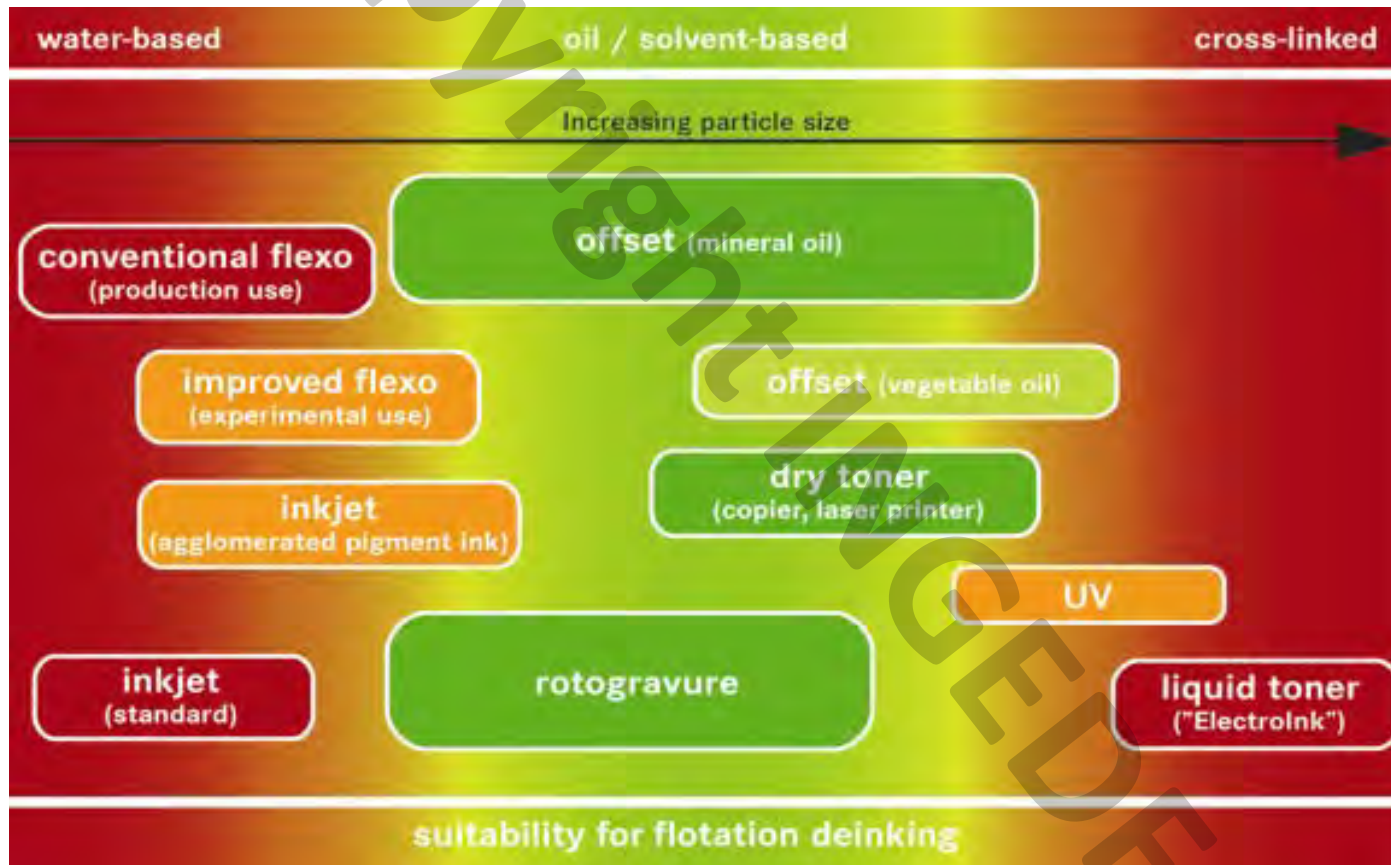 water-based
oil / solvent-based
cross-linked
Increasing particle size
offset (mineral oil)
conventional flexo
(production use)
improved flexo
(experimental use)
offset (vegetable oil)
dry toner
(copier, laser printer)
inkjet
(agglomerated pigment ink)
UV
rotogravure
inkjet
(standard)
liquid toner
("ElectroInk")
suitability for flotation deinking
INGEDE